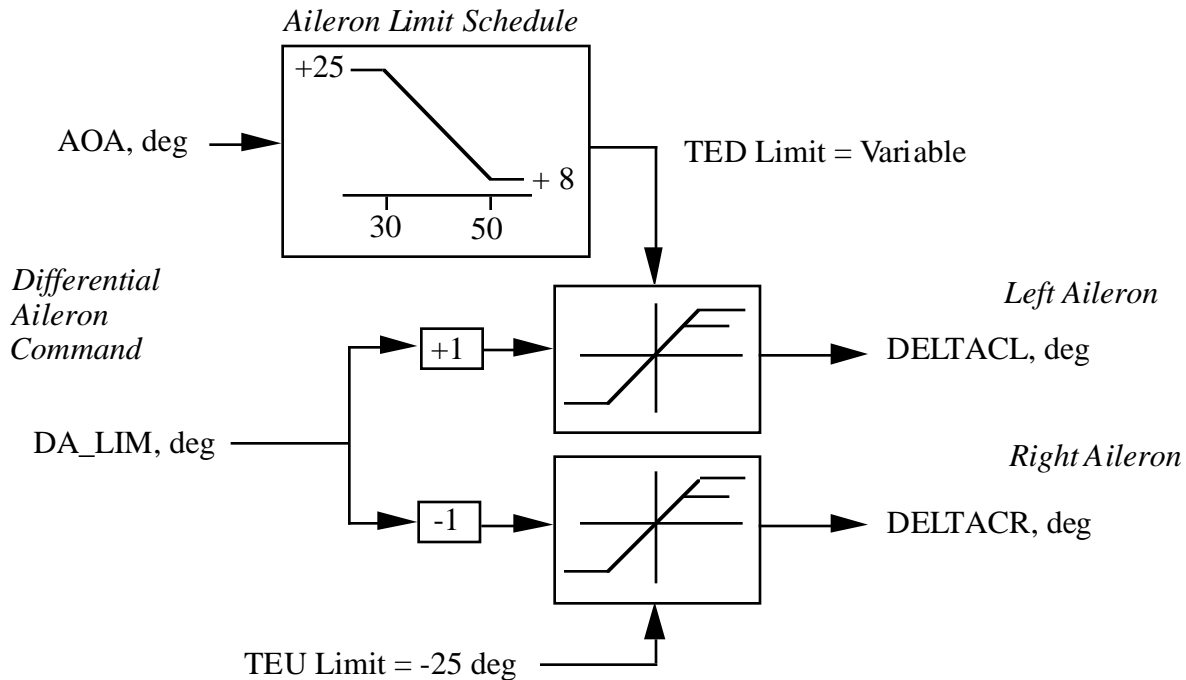 Aileron Limit Schedule
+25
AOA, deg
+ 8
30
50
TED Limit = Variable
Differential
Aileron
Command
Left Aileron
+1
DELTACL, deg
DA_LIM, deg
Right Aileron
-1
DELTACR, deg
TEU Limit = -25 deg